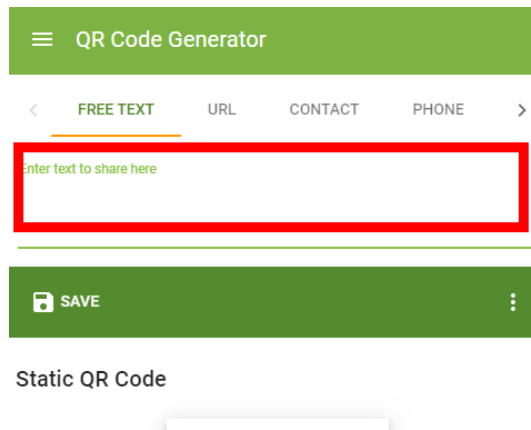 QR Code Generator
FREE TEXT URL CONTACT PHONE
Enter text to share here
SAVE
Static QR Code